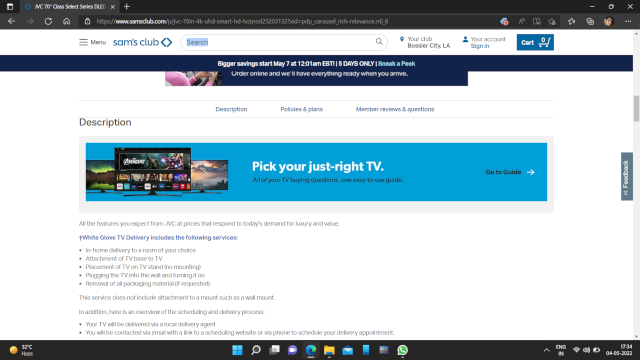 JVC 70" Class Select Series DLED
https://www.samsclub.com/p/jvc-70in-4k-uhd-smart-hd-tv/prod25203132?xid=pdp_carousel_rich-relevance.rr0_8
Menu
sam's club
Search
Your club
Bossier City, LA
Your account
Sign in
Cart
0
Bigger savings start May 7 at 12:01am EST! | 5 DAYS ONLY | Sneak a Peek
Order online and we'll have everything ready when you arrive.
Description
Policies & plans
Member reviews & questions
Description
AVENGERS
Pick your just-right TV.
All of your TV buying questions, one easy-to-use guide.
Go to Guide
Feedback
All the features you expect from JVC at prices that respond to today's demand for luxury and value.
†White Glove TV Delivery includes the following services:
• In-home delivery to a room of your choice
• Attachment of TV base to TV
• Placement of TV on TV stand (no mounting)
• Plugging the TV into the wall and turning it on
• Removal of all packaging material (if requested)
This service does not include attachment to a mount such as a wall mount.
In addition, here is an overview of the scheduling and delivery process:
• Your TV will be delivered via a local delivery agent
• You will be contacted via email with a link to a scheduling website or via phone to schedule your delivery appointment.
32°C
Haze
ENG
IN
17:34
04-05-2022